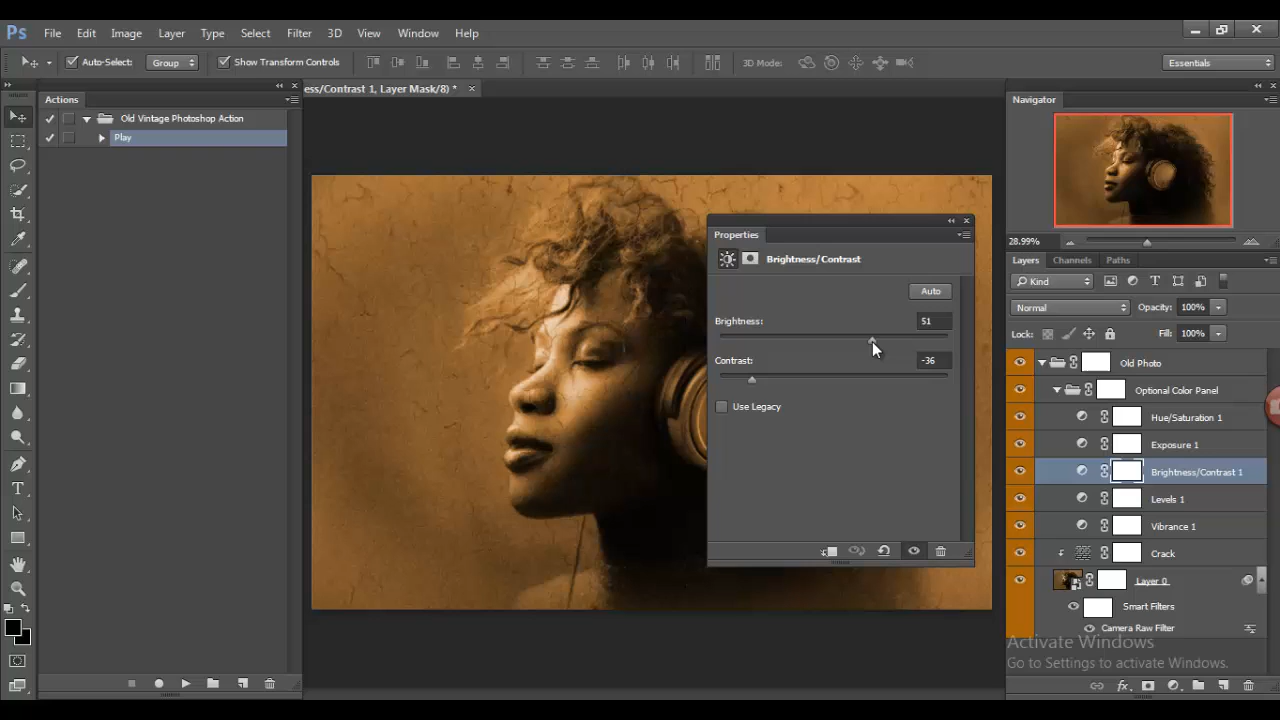 Ps File Edit Image Layer Type Select Filter 3D View Window Help
Auto-Select: Group Show Transform Controls 3D Mode: Essentials
ess/Contrast 1, Layer Mask/8) *
Actions
Old Vintage Photoshop Action
Play
Properties
Brightness/Contrast
Auto
Brightness: 51
Contrast: -36
Use Legacy
Navigator
28.99%
Layers Channels Paths
Kind
Normal Opacity: 100%
Lock: Fill: 100%
Old Photo
Optional Color Panel
Hue/Saturation 1
Exposure 1
Brightness/Contrast 1
Levels 1
Vibrance 1
Crack
Layer 0
Smart Filters
Camera Raw Filter
Activate Windows
Go to Settings to activate Windows.
fx